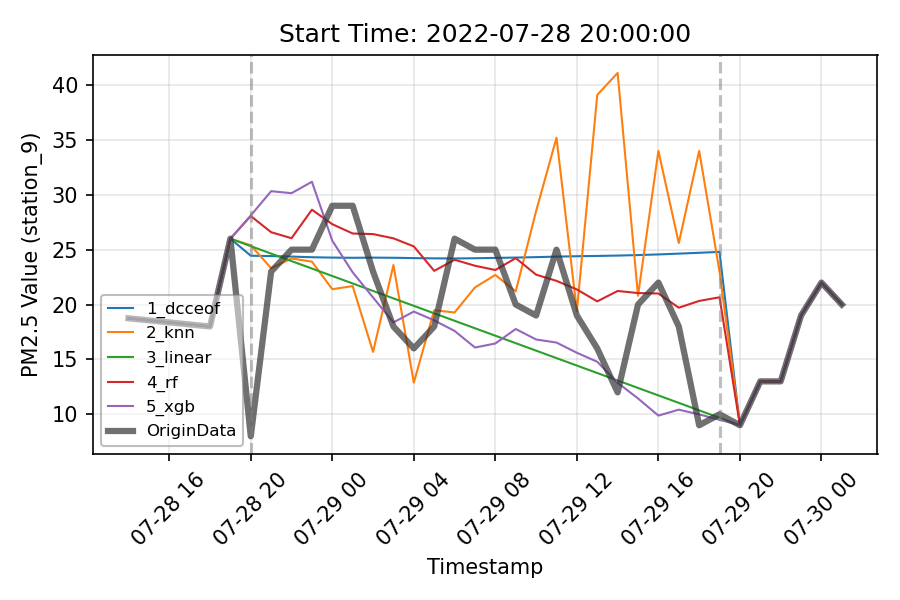 Start Time: 2022-07-28 20:00:00
PM2.5 Value (station_9)
40
35
30
25
20
15
10
1_dcceof
2_knn
3_linear
4_rf
5_xgb
OriginData
07-28 16
07-28 20
07-29 00
07-29 04
07-29 08
07-29 12
07-29 16
07-29 20
07-30 00
Timestamp